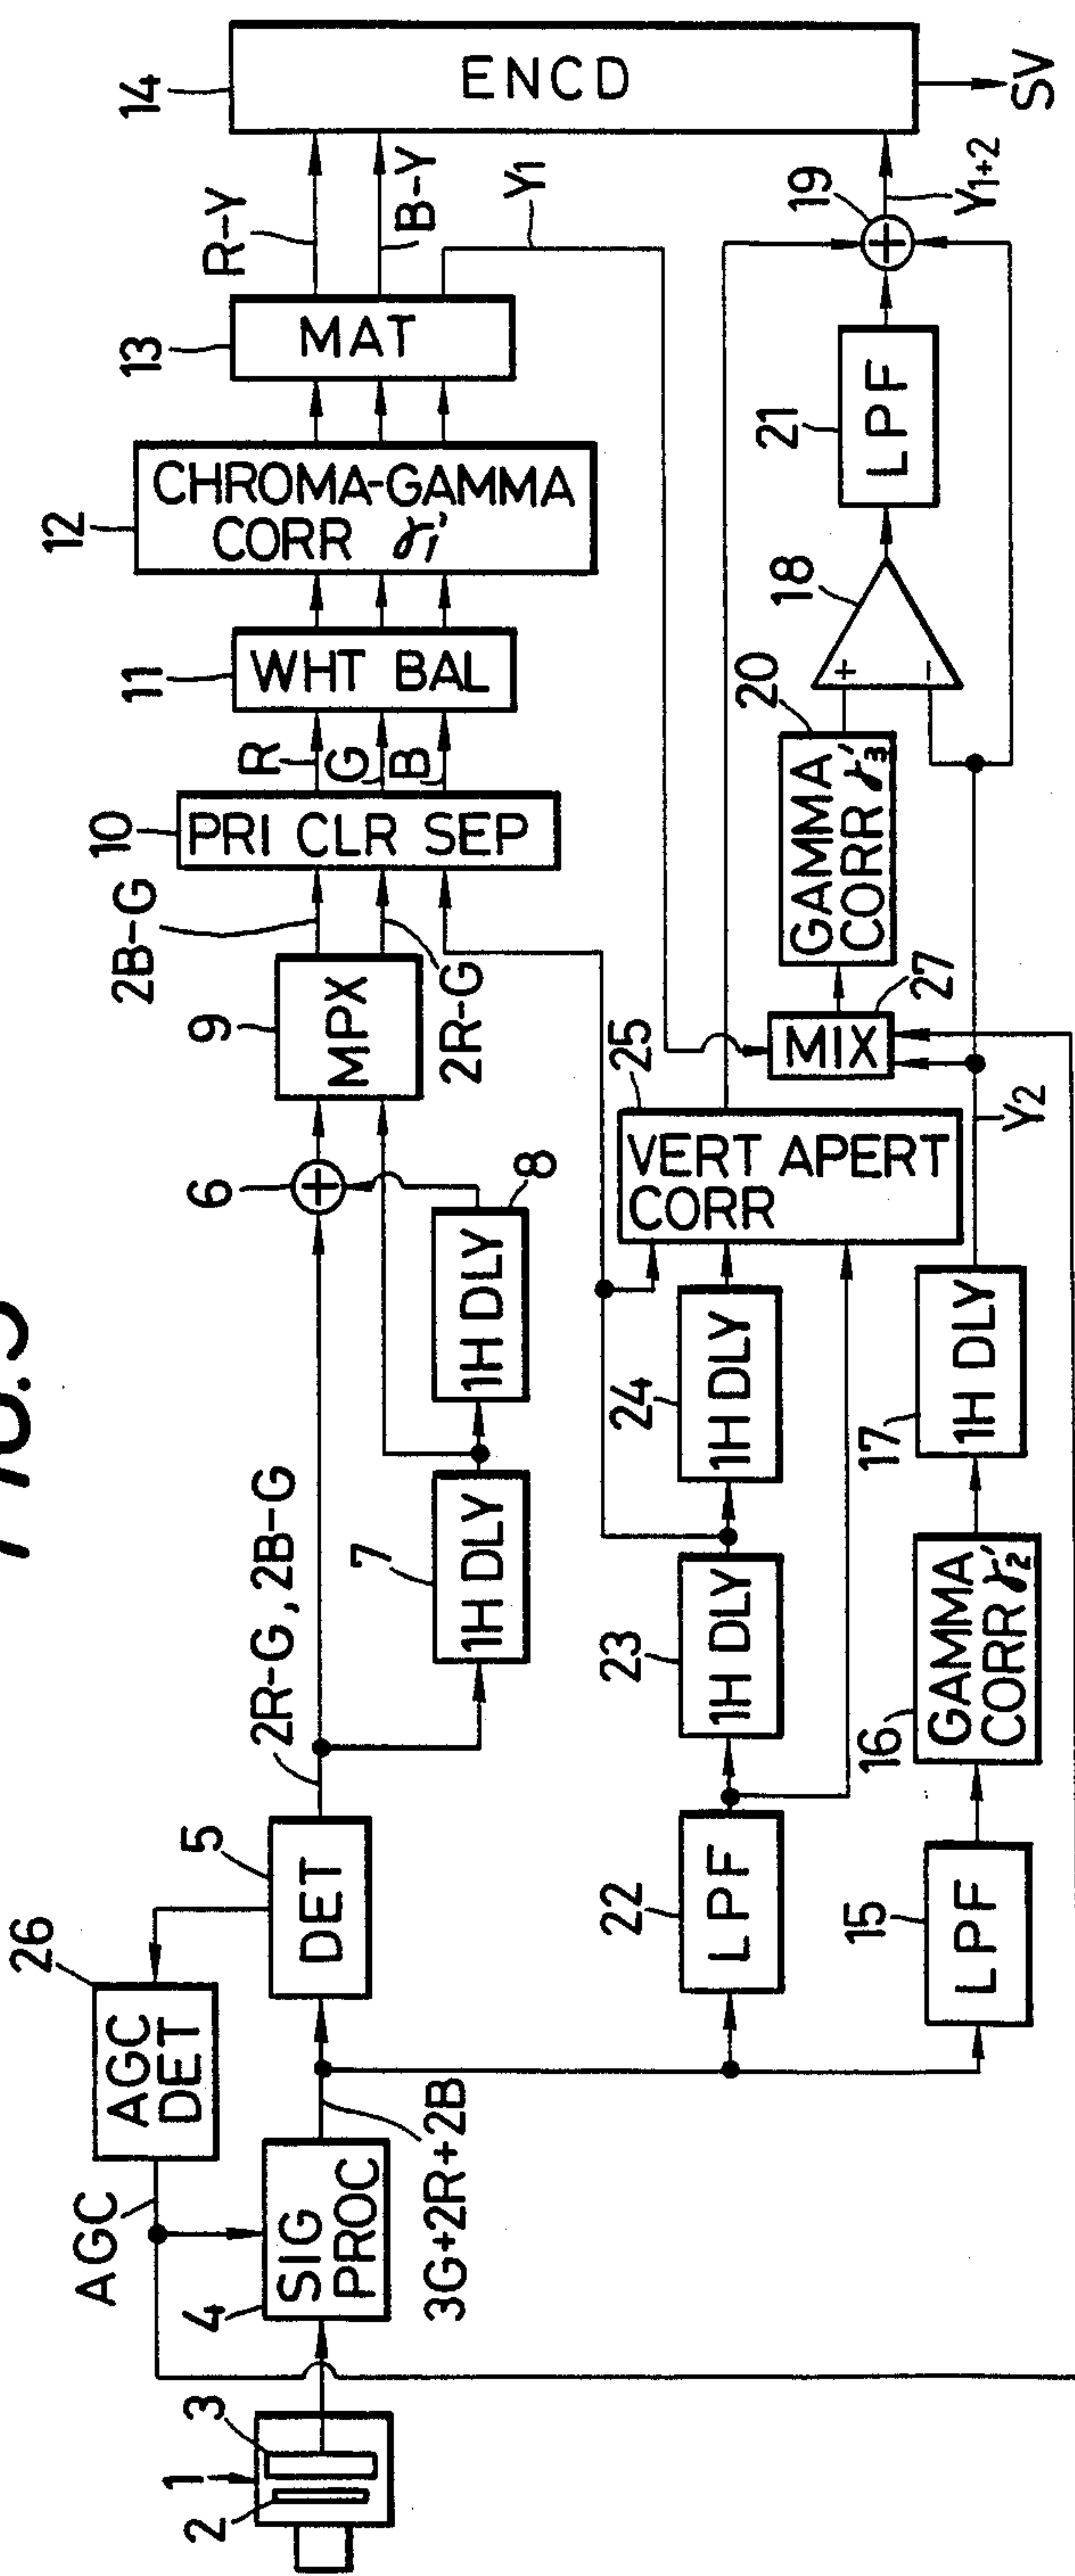 FIG. 5
AGC
26
AGC
DET
1
2
3
4
SIG
PROC
3G+2R+2B
5
DET
2R-G, 2B-G
6
7
1H DLY
8
1H DLY
9
MPX
2B-G
2R-G
10
PRI CLR SEP
R
G
B
11
WHT BAL
12
CHROMA-GAMMA
CORR γ1'
13
MAT
R-Y
B-Y
Y1
14
ENCD
SV
22
LPF
23
1H DLY
24
1H DLY
25
VERT APERT
CORR
15
LPF
16
GAMMA
CORR γ2'
17
1H DLY
Y2
MIX
27
20
GAMMA
CORR γ3'
18
+
−
21
LPF
19
Y1+2